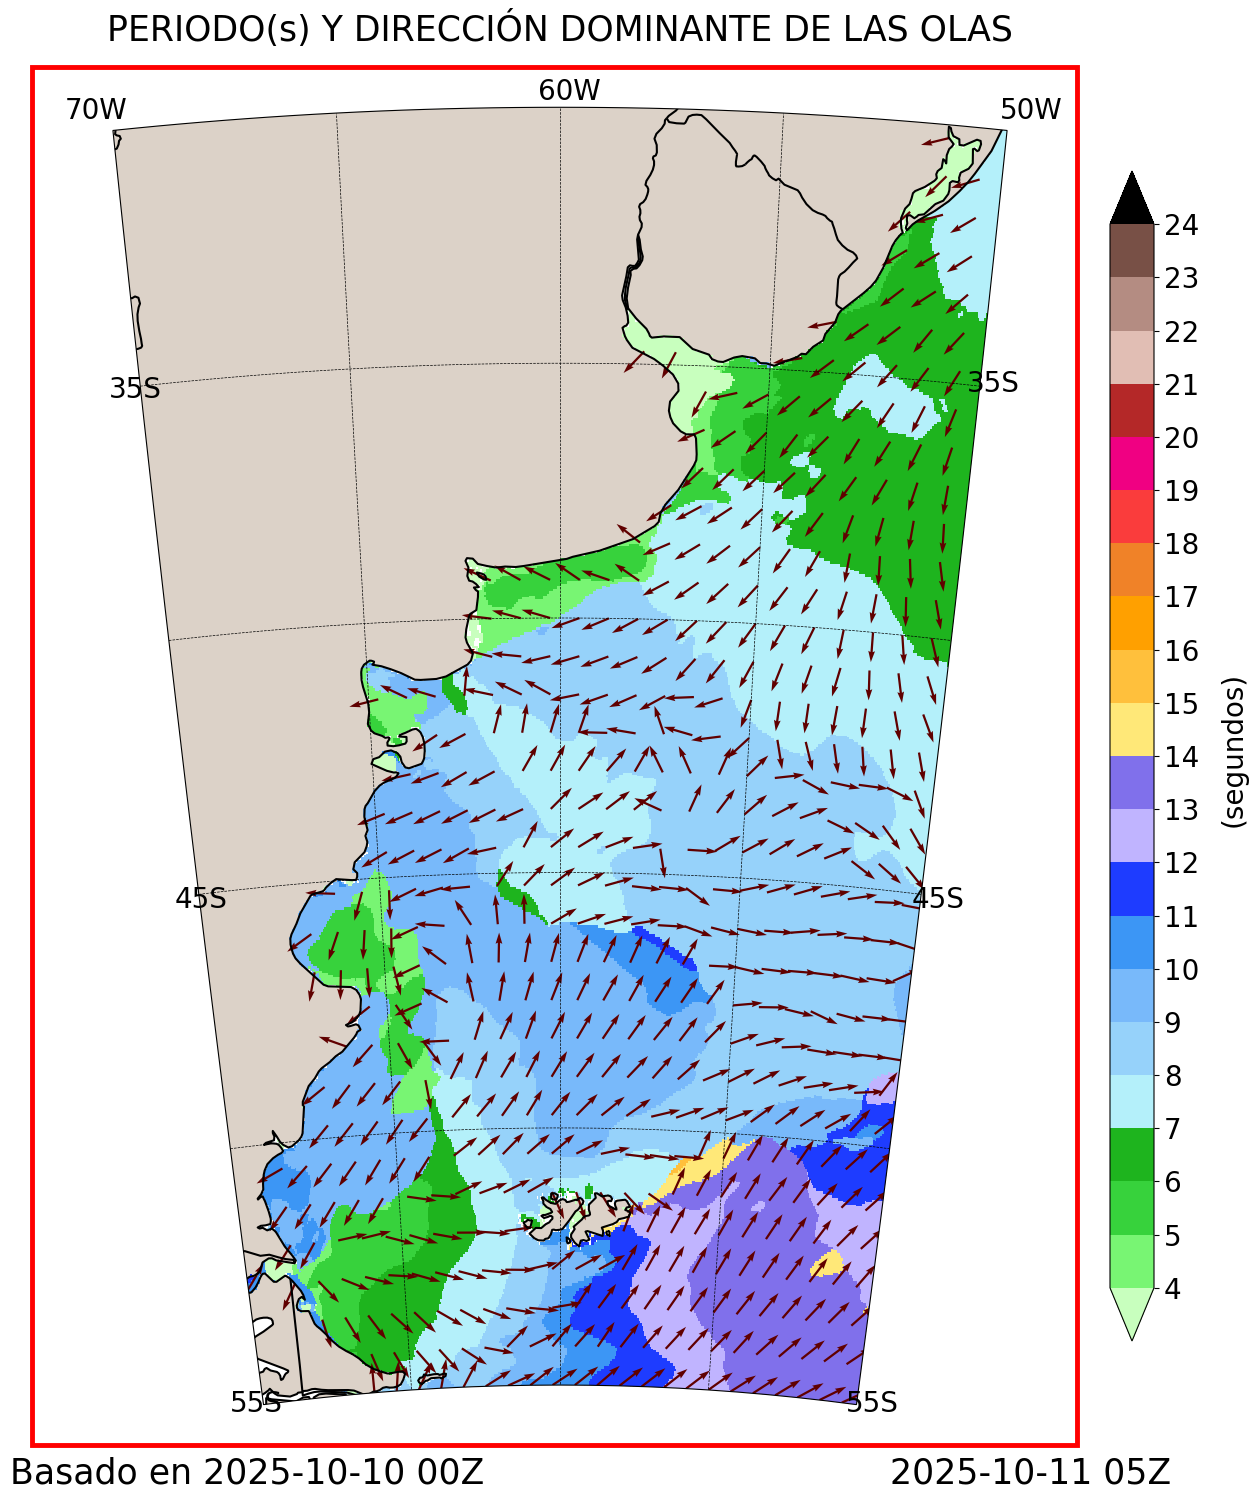 PERIODO(s) Y DIRECCIÓN DOMINANTE DE LAS OLAS
70W
60W
50W
35S
35S
45S
45S
55S
55S
24
23
22
21
20
19
18
17
16
15
14
13
12
11
10
9
8
7
6
5
4
(segundos)
Basado en 2025-10-10 00Z
2025-10-11 05Z